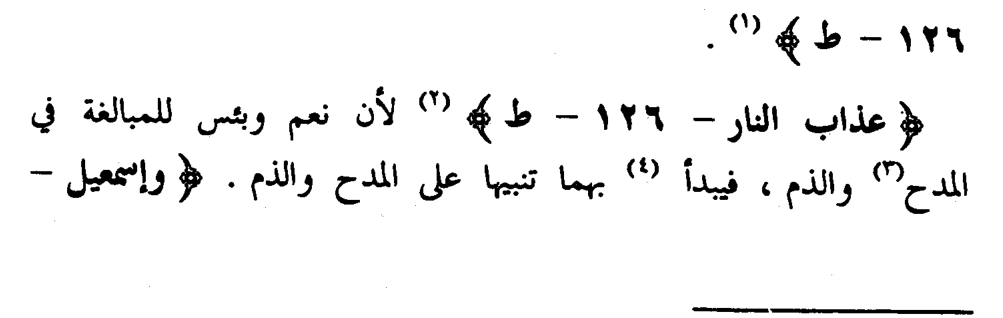 ١٢٦ – ط ﴾ (١) .
﴿ عذاب النار – ١٢٦ – ط ﴾ (٢) لأن نعم وبئس للمبالغة في
المدح(٣) والذم ، فيبدأ (٤) بهما تنبيها على المدح والذم . ﴿ وإسمعيل –